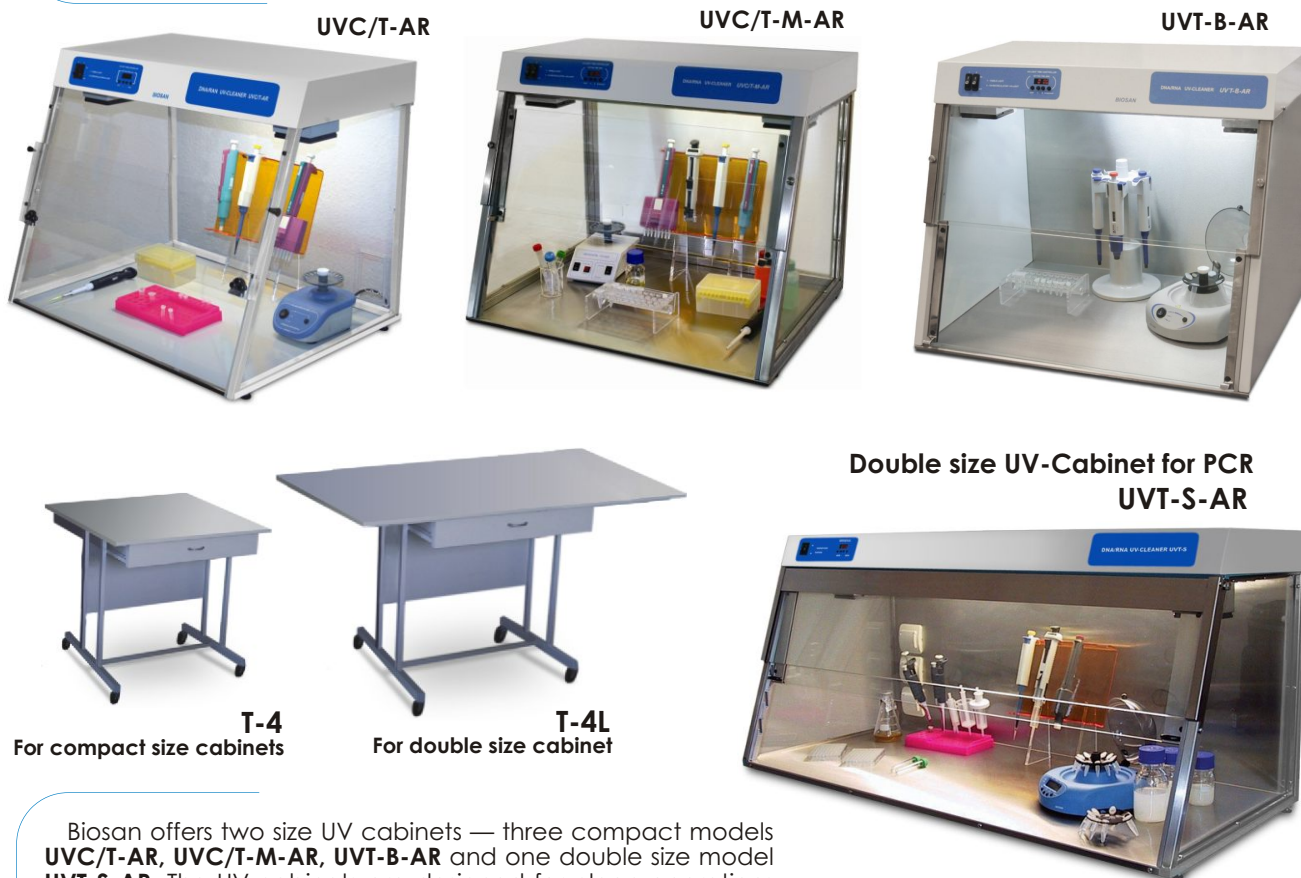 UVC/T-AR
UVC/T-M-AR
UVT-B-AR
BIOSAN
DNA/RAN UV-CLEANER UVC/T-AR
DNA/RNA UV-CLEANER UVC/T-M-AR
BIOSAN
DNA/RNA UV-CLEANER UVT-B-AR
Double size UV-Cabinet for PCR
UVT-S-AR
DNA/RNA UV-CLEANER UVT-S
T-4
For compact size cabinets
T-4L
For double size cabinet
Biosan offers two size UV cabinets — three compact models
UVC/T-AR, UVC/T-M-AR, UVT-B-AR and one double size model